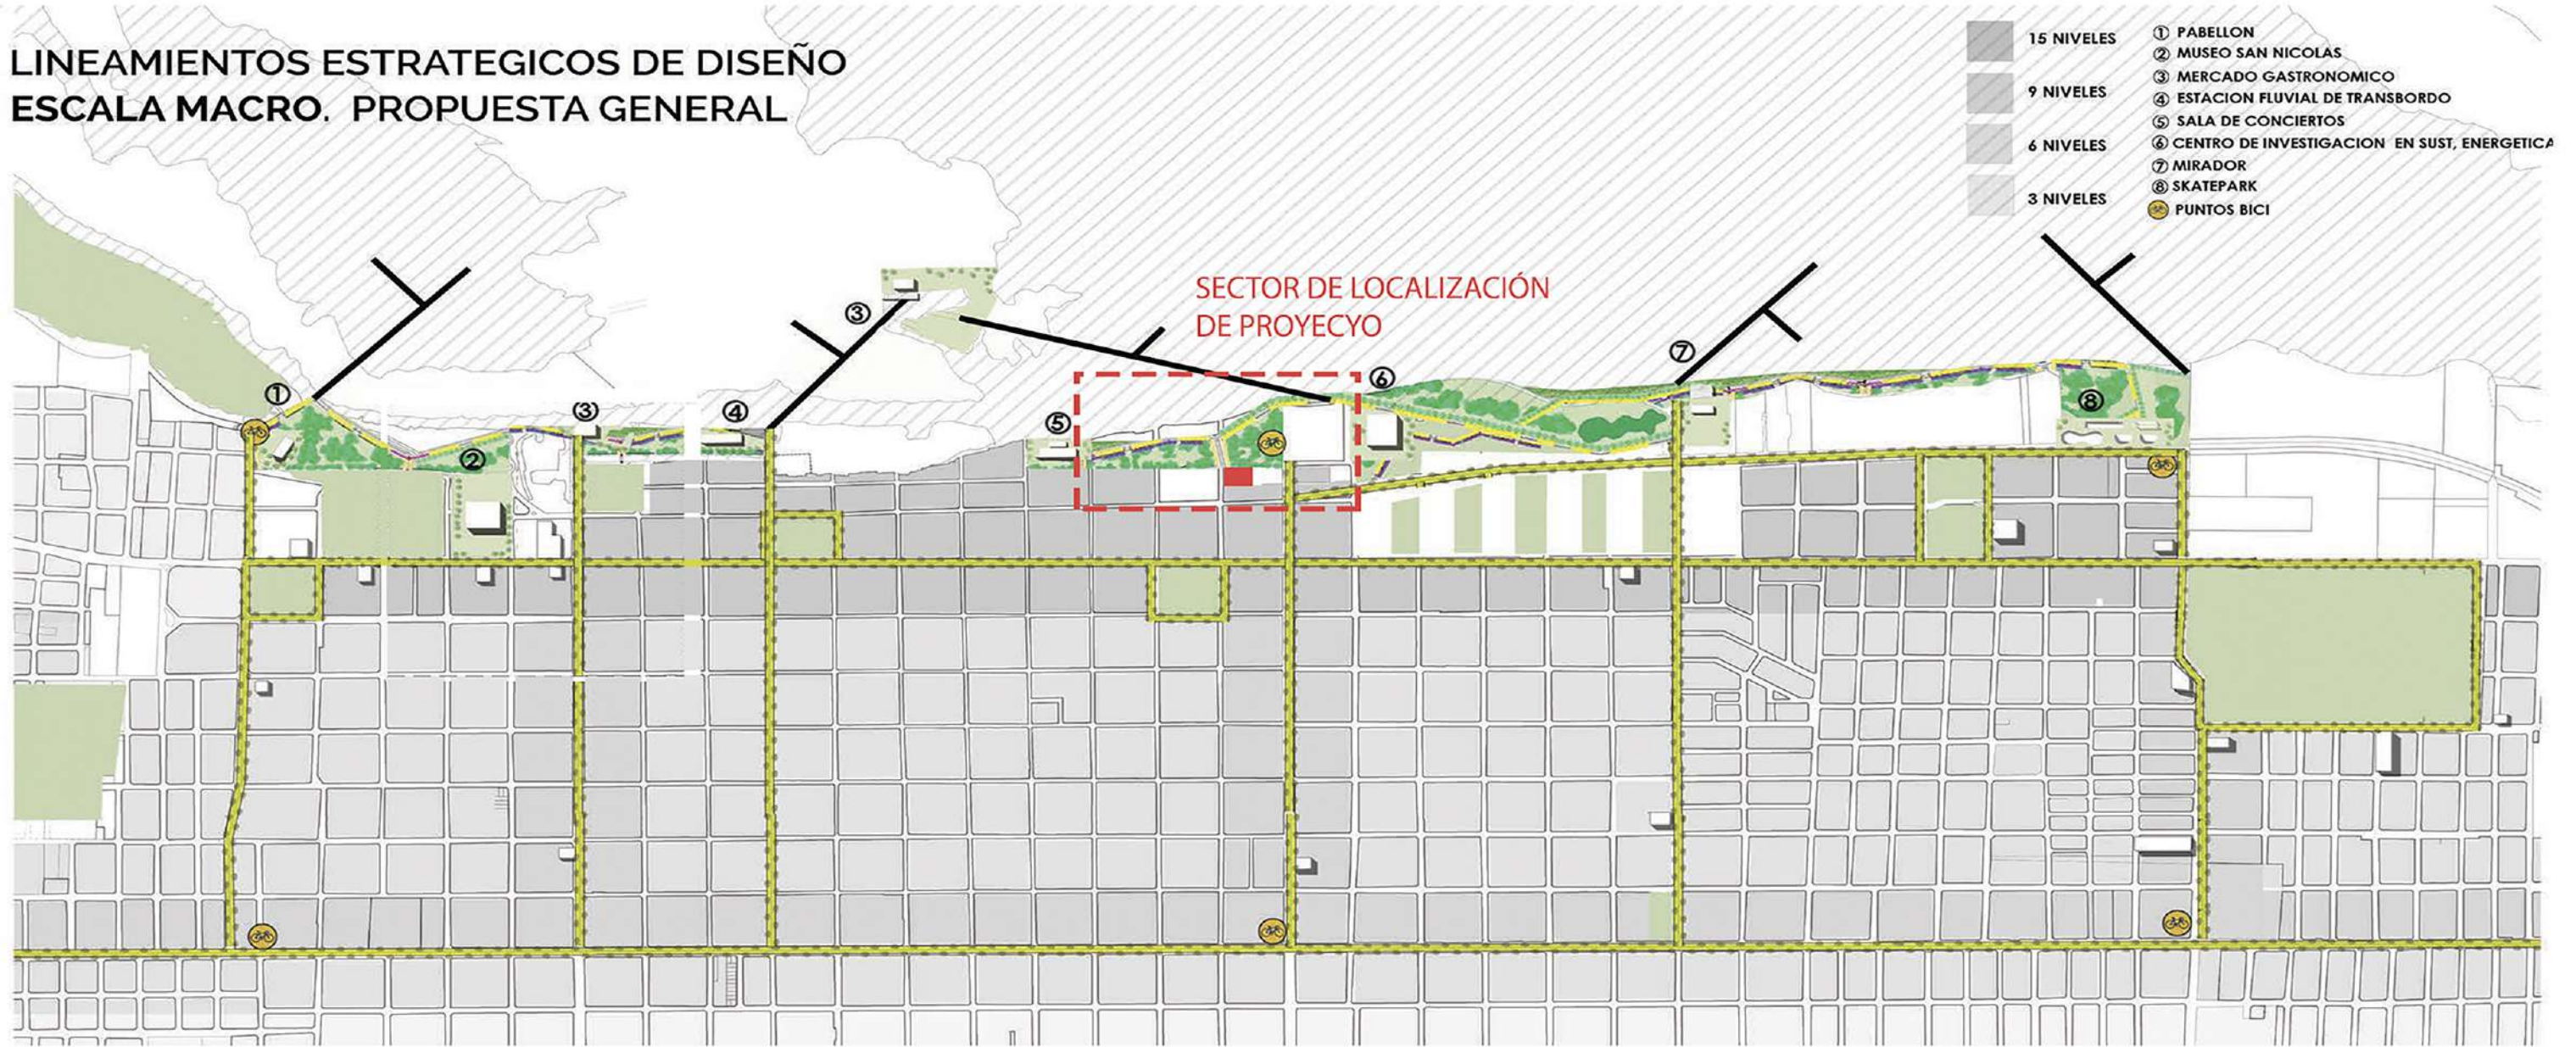 LINEAMIENTOS ESTRATEGICOS DE DISEÑO
ESCALA MACRO. PROPUESTA GENERAL
15 NIVELES
9 NIVELES
6 NIVELES
3 NIVELES
① PABELLON
② MUSEO SAN NICOLAS
③ MERCADO GASTRONOMICO
④ ESTACION FLUVIAL DE TRANSBORDO
⑤ SALA DE CONCIERTOS
⑥ CENTRO DE INVESTIGACION EN SUST, ENERGETICA
⑦ MIRADOR
⑧ SKATEPARK
PUNTOS BICI
SECTOR DE LOCALIZACIÓN
DE PROYECYO
③
⑦
⑥
①
⑧
③
④
⑤
②